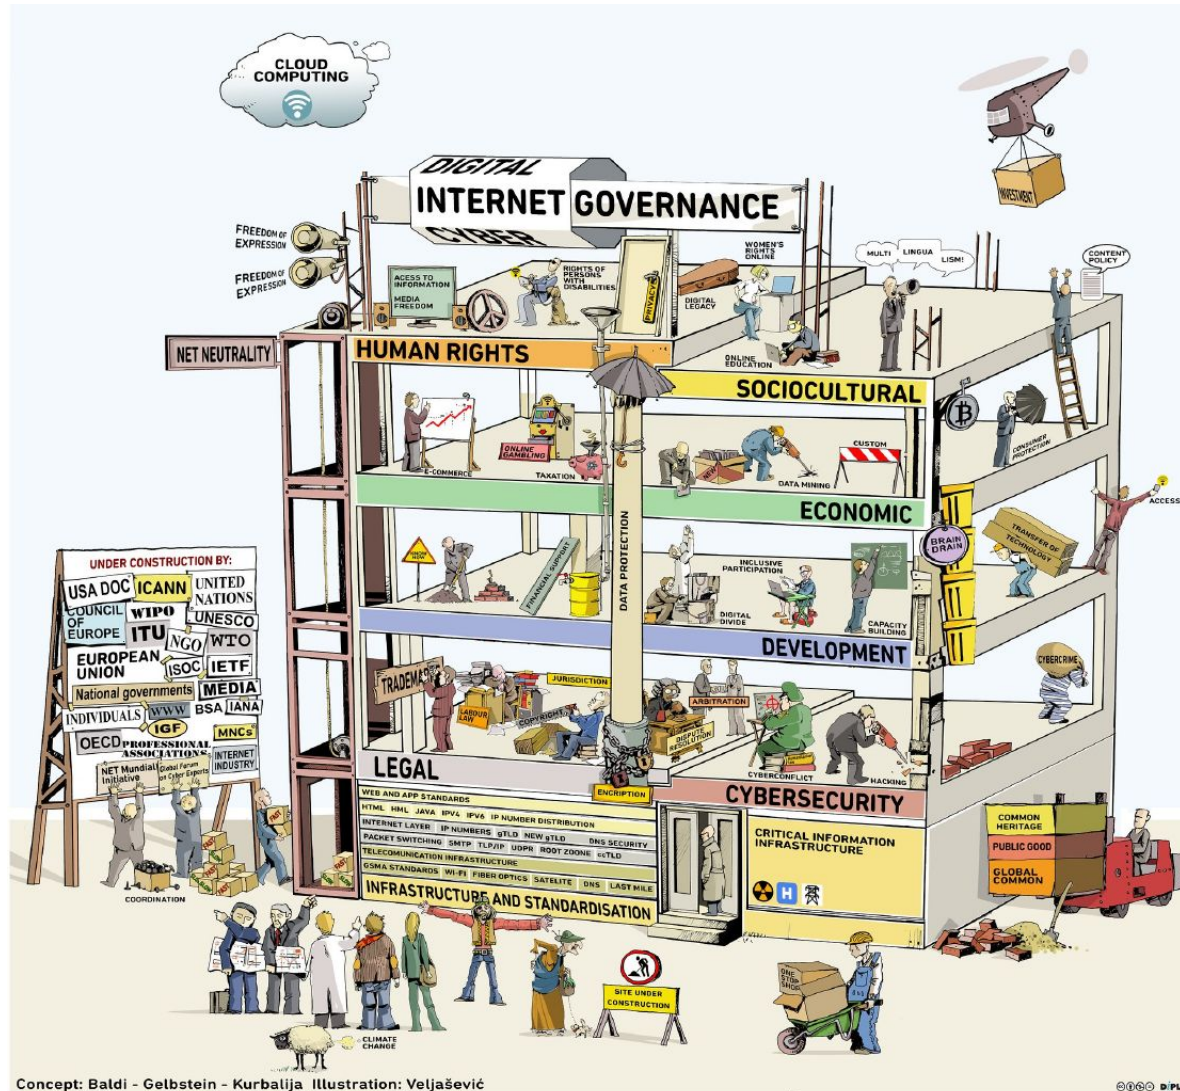 CLOUD
COMPUTING
DIGITAL
INTERNET GOVERNANCE
CYBER
INVESTMENT
FREEDOM OF
EXPRESSION
FREEDOM OF
EXPRESSION
ACESS TO
INFORMATION
MEDIA
FREEDOM
RIGHTS OF
PERSONS
WITH
DISABILITIES
PRIVACY
DIGITAL
LEGACY
WOMEN'S
RIGHTS
ONLINE
ONLINE
EDUCATION
MULTI
LINGUA
LISM!
CONTENT
POLICY
NET NEUTRALITY
HUMAN RIGHTS
SOCIOCULTURAL
E-COMMERCE
ONLINE
GAMBLING
TAXATION
DATA MINING
CUSTOM
CONSUMER
PROTECTION
ECONOMIC
DATA PROTECTION
FINANCIAL SUPPORT
DIGITAL
DIVIDE
INCLUSIVE
PARTICIPATION
CAPACITY
BUILDING
BRAIN
DRAIN
TRANSFER OF
TECHNOLOGY
ACCESS
DEVELOPMENT
UNDER CONSTRUCTION BY:
USA DOC
ICANN
UNITED
NATIONS
COUNCIL
OF
EUROPE
WIPO
ITU
UNESCO
NGO
WTO
EUROPEAN
UNION
ISOC
IETF
National governments
MEDIA
INDIVIDUALS
WWW
BSA
IANA
IGF
OECD
PROFESSIONAL
ASSOCIATIONS
MNCs
INTERNET
INDUSTRY
NET Mundial
Initiative
Global Forum
on Cyber Experts
COORDINATION
FAST
TRADEMARK
LABOUR
LAW
JURISDICTION
COPYRIGHT
ARBITRATION
DISPUTE
RESOLUTION
CYBERCONFLICT
HACKING
CYBERCRIME
LEGAL
ENCRIPTION
CYBERSECURITY
WEB AND APP STANDARDS
HTML HML JAVA IPV4 IPV6 IP NUMBER DISTRIBUTION
INTERNET LAYER IP NUMBERS gTLD NEW gTLD DNS SECURITY
PACKET SWITCHING SMTP TLP/IP UDPR ROOT ZOONE ccTLD
TELECOMMUNICATION INFRASTRUCTURE
GSMA STANDARDS WI-FI FIBER OPTICS SATELITE DNS LAST MILE
INFRASTRUCTURE AND STANDARDISATION
CRITICAL INFORMATION
INFRASTRUCTURE
H
COMMON
HERITAGE
PUBLIC GOOD
GLOBAL
COMMON
SITE UNDER
CONSTRUCTION
ONE
STOP
SHOP
CLIMATE
CHANGE
Concept: Baldi - Gelbstein - Kurbalija Illustration: Veljašević